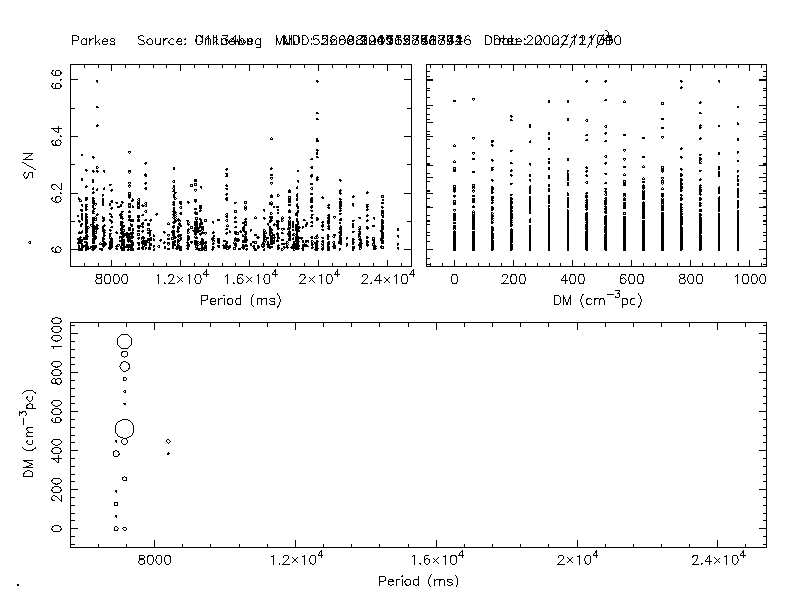 Parkes Source:
6.6
6.4
6.2
6
S/N
8000 1.2×10⁴ 1.6×10⁴ 2×10⁴ 2.4×10⁴
Period (ms)
0 200 400 600 800 1000
DM (cm⁻³pc)
1000
800
600
400
200
0
DM (cm⁻³pc)
8000 1.2×10⁴ 1.6×10⁴ 2×10⁴ 2.4×10⁴
Period (ms)